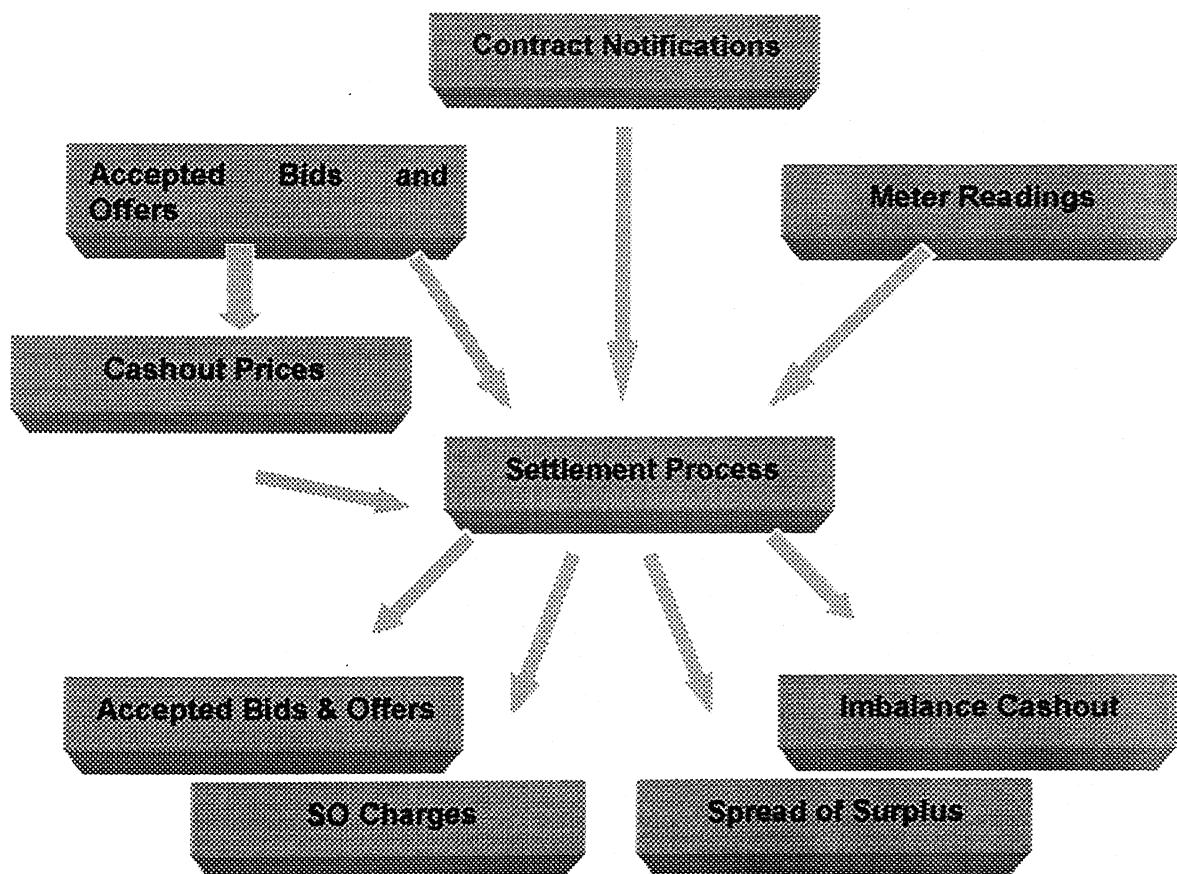 Contract Notifications
Accepted Bids and
Offers
Meter Readings
Cashout Prices
Settlement Process
Accepted Bids & Offers
Imbalance Cashout
SO Charges
Spread of Surplus